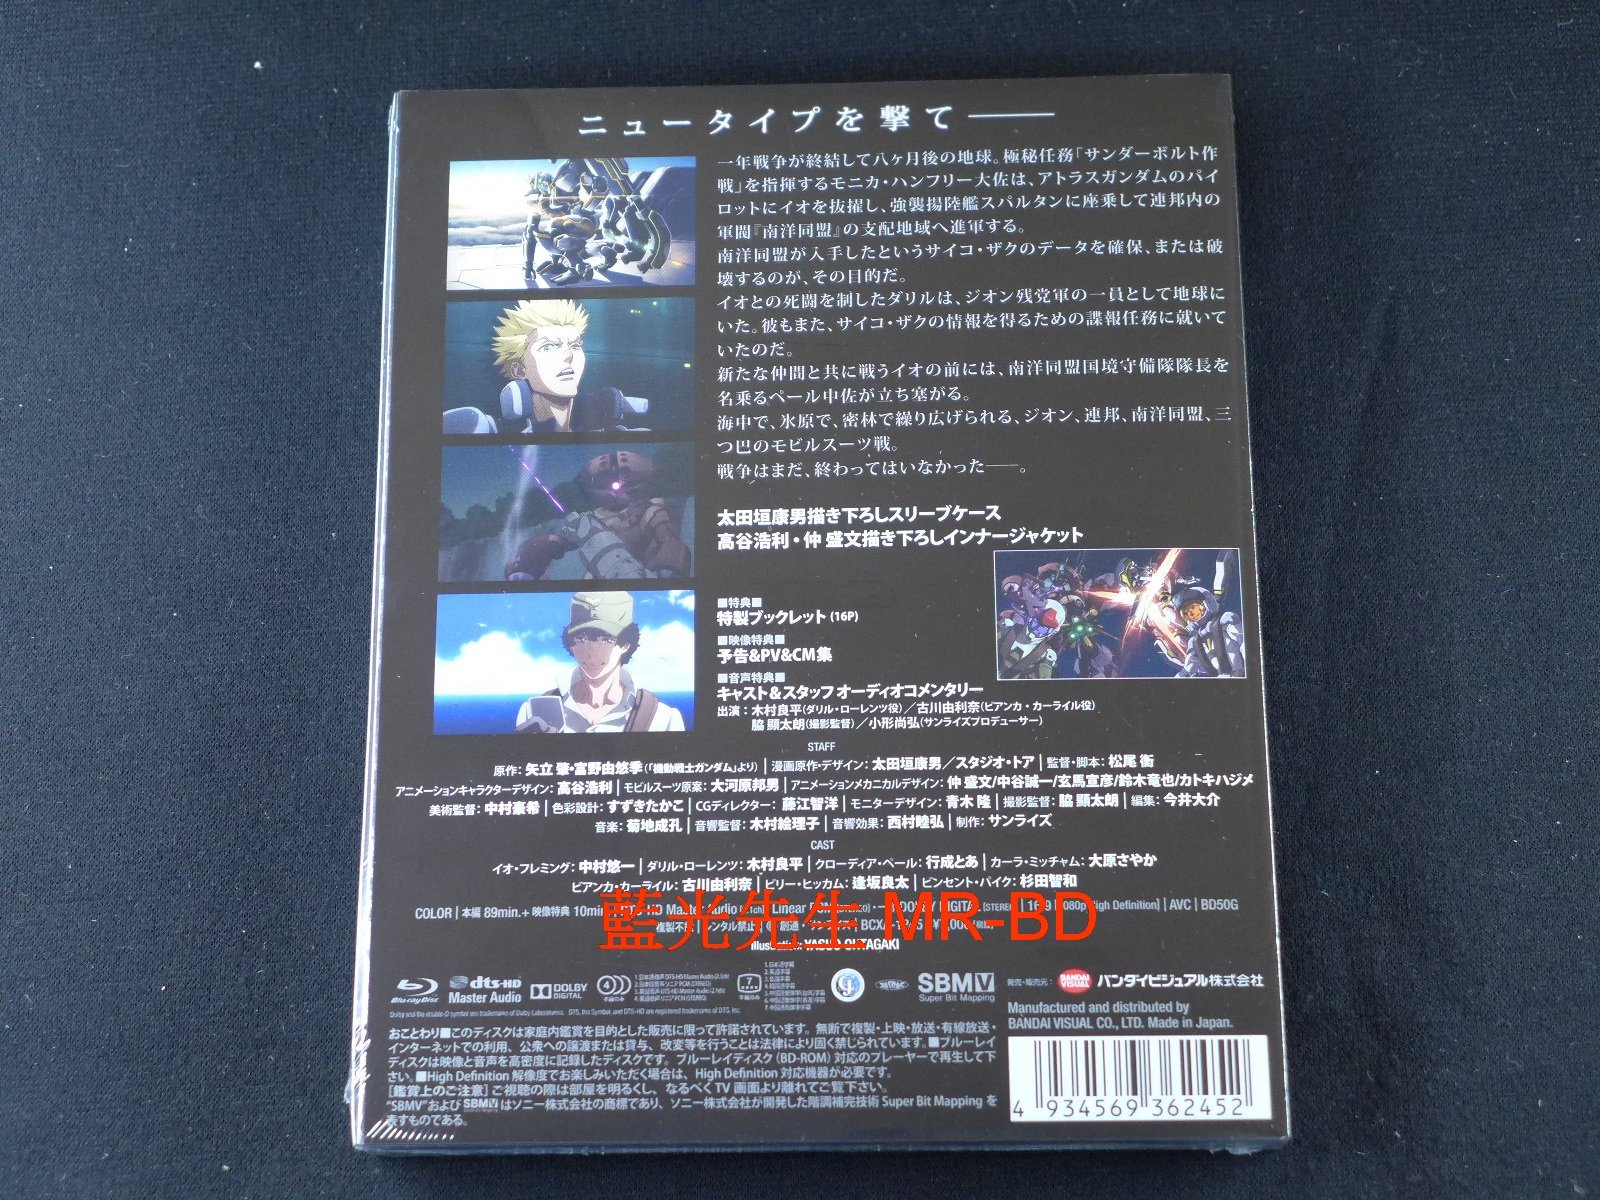 ニュータイプを撃て――
一年戦争が終結して八ヶ月後の地球。極秘任務「サンダーボルト作
戦」を指揮するモニカ・ハンフリー大佐は、アトラスガンダムのパイ
ロットにイオを抜擢し、強襲揚陸艦スパルタンに座乗して連邦内の
軍閥『南洋同盟』の支配地域へ進軍する。
南洋同盟が入手したというサイコ・ザクのデータを確保、または破
壊するのが、その目的だ。
イオとの死闘を制したダリルは、ジオン残党軍の一員として地球に
いた。彼もまた、サイコ・ザクの情報を得るための諜報任務に就いて
いたのだ。
新たな仲間と共に戦うイオの前には、南洋同盟国境守備隊隊長を
名乗るペール中佐が立ち塞がる。
海中で、氷原で、密林で繰り広げられる、ジオン、連邦、南洋同盟、三
つ巴のモビルスーツ戦。
戦争はまだ、終わってはいなかった――。
太田垣康男描き下ろしスリーブケース
高谷浩利・仲 盛文描き下ろしインナージャケット
■特典■
特製ブックレット(16P)
■映像特典■
予告&PV&CM集
■音声特典■
キャスト&スタッフ オーディオコメンタリー
出演：木村良平(ダリル・ローレンツ役)／古川由利奈(ビアンカ・カーライル役)
脇 顯太朗(撮影監督)／小形尚弘(サンライズプロデューサー)
STAFF
原作：矢立 肇・富野由悠季(「機動戦士ガンダム」より)｜漫画原作・デザイン：太田垣康男／スタジオ・トア｜監督・脚本：松尾 衡
アニメーションキャラクターデザイン：高谷浩利｜モビルスーツ原案：大河原邦男｜アニメーションメカニカルデザイン：仲 盛文/中谷誠一/玄馬宣彦/鈴木竜也/カトキハジメ
美術監督：中村豪希｜色彩設計：すずきたかこ｜CGディレクター：藤江智洋｜モニターデザイン：青木 隆｜撮影監督：脇 顯太朗｜編集：今井大介
音楽：菊地成孔｜音響監督：木村絵理子｜音響効果：西村睦弘｜制作：サンライズ
CAST
イオ・フレミング：中村悠一｜ダリル・ローレンツ：木村良平｜クローディア・ペール：行成とあ｜カーラ・ミッチャム：大原さやか
ビアンカ・カーライル：古川由利奈｜ビリー・ヒッカム：逢坂良太｜ビンセント・パイク：杉田智和
COLOR｜本編 89min.+映像特典 10min.｜DTS-HD Master Audio｜Linear｜DIGITAL [STEREO]｜16:9 1080p High Definition]｜AVC｜BD50G
複製不｜レンタル禁止｜©創通・サンライズ｜BCXA
藍光先生 MR-BD
Illustration: YASUO OHTAGAKI
Blu-ray Disc
dts-HD Master Audio
DOLBY DIGITAL
SBMV
Super Bit Mapping
発売・販売元：
BANDAI VISUAL
バンダイビジュアル株式会社
Manufactured and distributed by
BANDAI VISUAL CO., LTD. Made in Japan.
おことわり■このディスクは家庭内鑑賞を目的とした販売に限って許諾されています。無断で複製・上映・放送・有線放送・
インターネットでの利用、公衆への譲渡または貸与、改変等を行うことは法律により固く禁じられています。■ブルーレイ
ディスクは映像と音声を高密度に記録したディスクです。ブルーレイディスク(BD-ROM)対応のプレーヤーで再生して下
さい。■High Definition 解像度でお楽しみいただく場合は、High Definition 対応機器が必要です。
[鑑賞上のご注意]ご視聴の際は部屋を明るくし、なるべくTV画面より離れてご覧下さい。
"SBMV"およびSBMVはソニー株式会社の商標であり、ソニー株式会社が開発した階調補完技術 Super Bit Mapping を
表すものである。
4 934569 362452